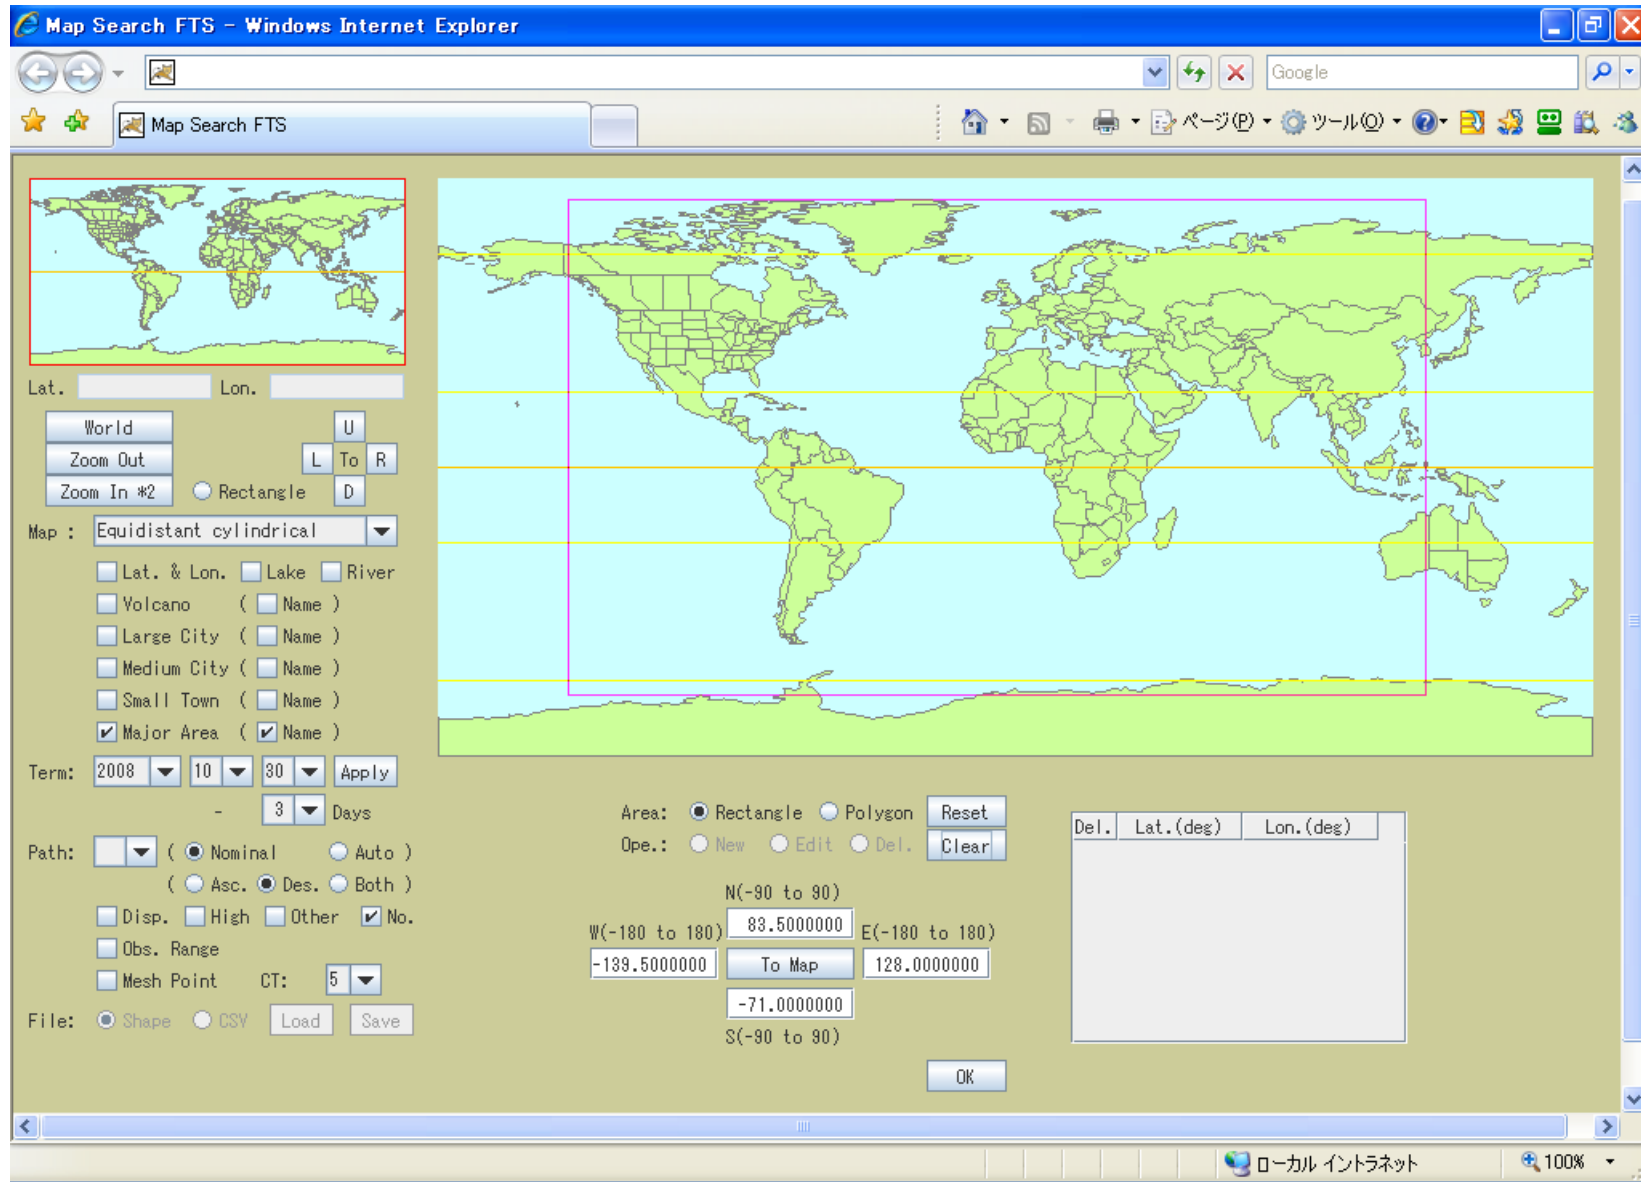 Map Search FTS - Windows Internet Explorer
Google
Map Search FTS
ページ(P) ツール(O)
Lat. Lon.
World U
Zoom Out L To R
Zoom In *2 Rectangle D
Map : Equidistant cylindrical
Lat. & Lon. Lake River
Volcano ( Name )
Large City ( Name )
Medium City ( Name )
Small Town ( Name )
Major Area ( Name )
Term: 2008 10 30 Apply
- 3 Days
Path: ( Nominal Auto )
( Asc. Des. Both )
Disp. High Other No.
Obs. Range
Mesh Point CT: 5
File: Shape CSV Load Save
Area: Rectangle Polygon Reset
Ope.: New Edit Del. Clear
N(-90 to 90)
83.5000000
W(-180 to 180) E(-180 to 180)
-139.5000000 To Map 128.0000000
-71.0000000
S(-90 to 90)
OK
Del. Lat.(deg) Lon.(deg)
ローカル イントラネット 100%